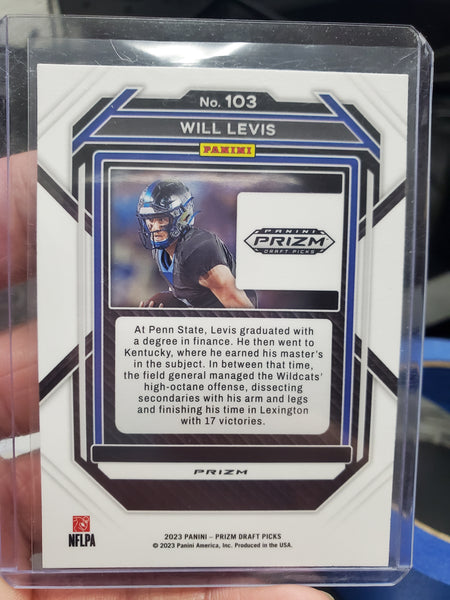 No. 103
WILL LEVIS
PANINI
PANINI
PRIZM
DRAFT PICKS
At Penn State, Levis graduated with
a degree in finance. He then went to
Kentucky, where he earned his master's
in the subject. In between that time,
the field general managed the Wildcats'
high-octane offense, dissecting
secondaries with his arm and legs
and finishing his time in Lexington
with 17 victories.
PRIZM
NFLPA
2023 PANINI – PRIZM DRAFT PICKS
© 2023 Panini America, Inc. Produced in the USA.